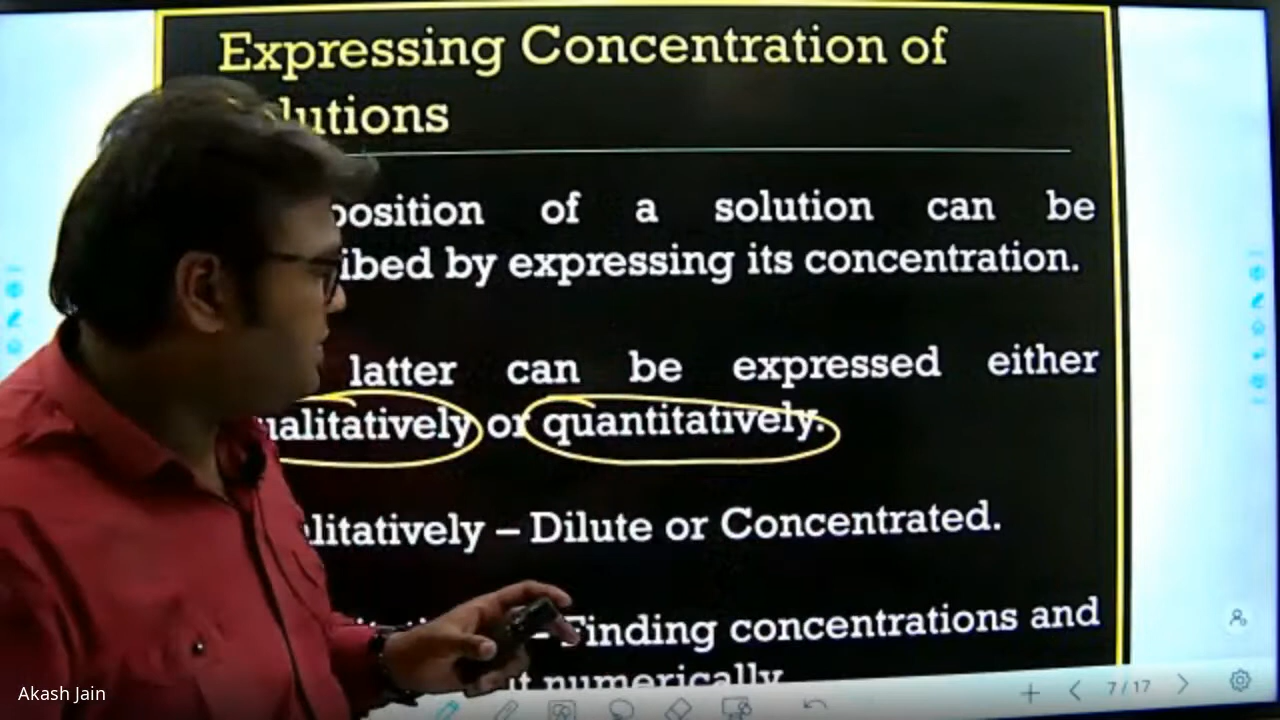 Expressing Concentration of
lutions
position of a solution can be
ibed by expressing its concentration.
latter can be expressed either
ualitatively or quantitatively.
litatively – Dilute or Concentrated.
– Finding concentrations and
numerically
7/17
Akash Jain